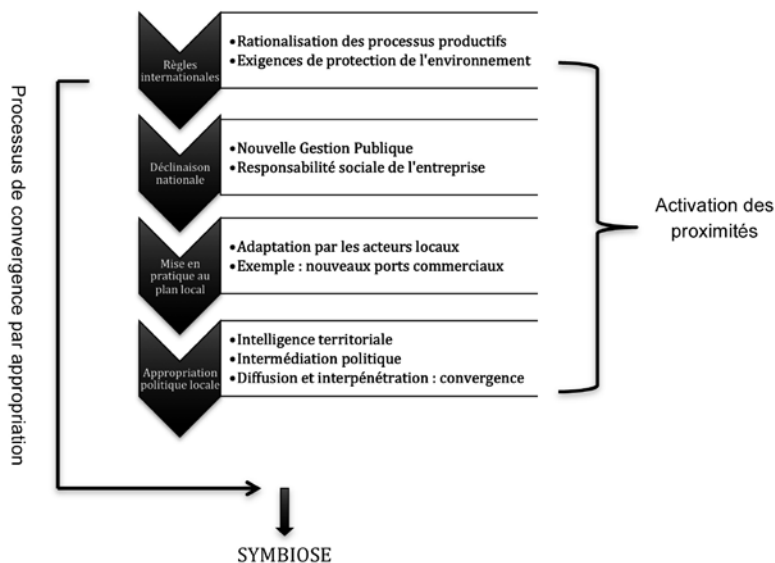 Processus de convergence par appropriation
Règles
internationales
•Rationalisation des processus productifs
•Exigences de protection de l'environnement
Déclinaison
nationale
•Nouvelle Gestion Publique
•Responsabilité sociale de l'entreprise
Mise en
pratique au
plan local
•Adaptation par les acteurs locaux
•Exemple : nouveaux ports commerciaux
Appropriation
politique locale
•Intelligence territoriale
•Intermédiation politique
•Diffusion et interpénétration : convergence
Activation des
proximités
SYMBIOSE